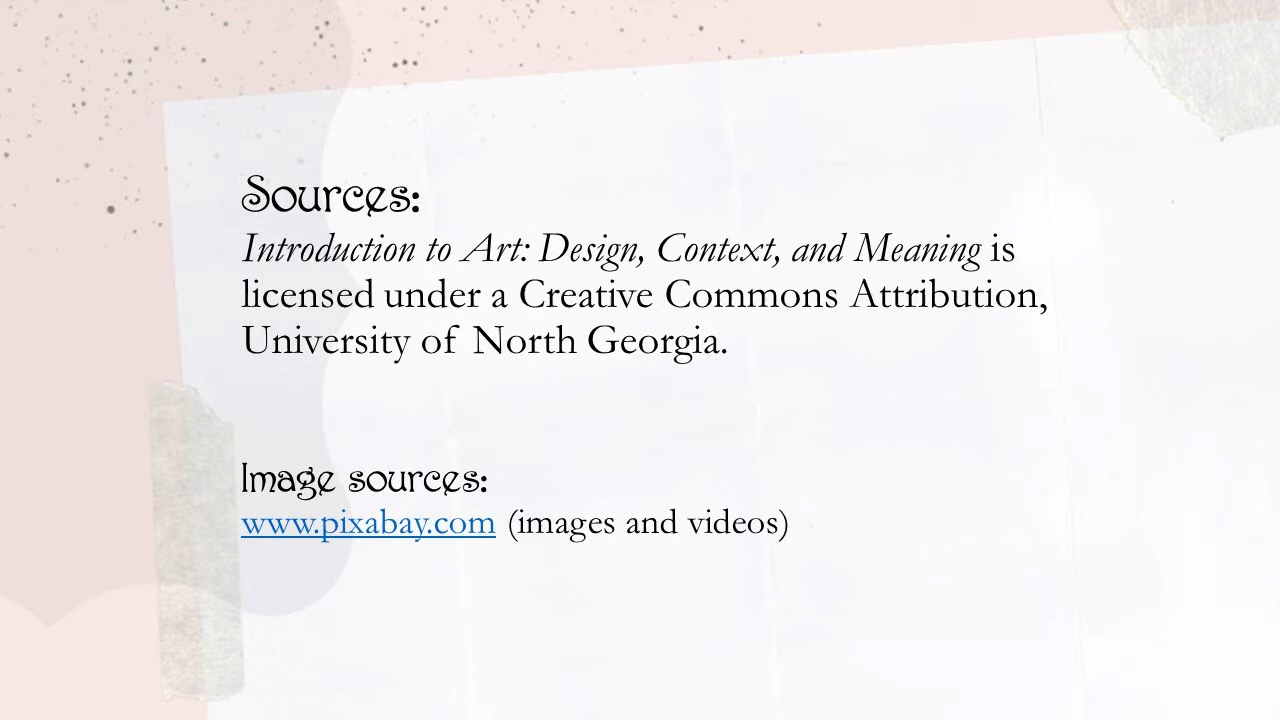 Sources:
Introduction to Art: Design, Context, and Meaning is
licensed under a Creative Commons Attribution,
University of North Georgia.
Image sources:
www.pixabay.com (images and videos)